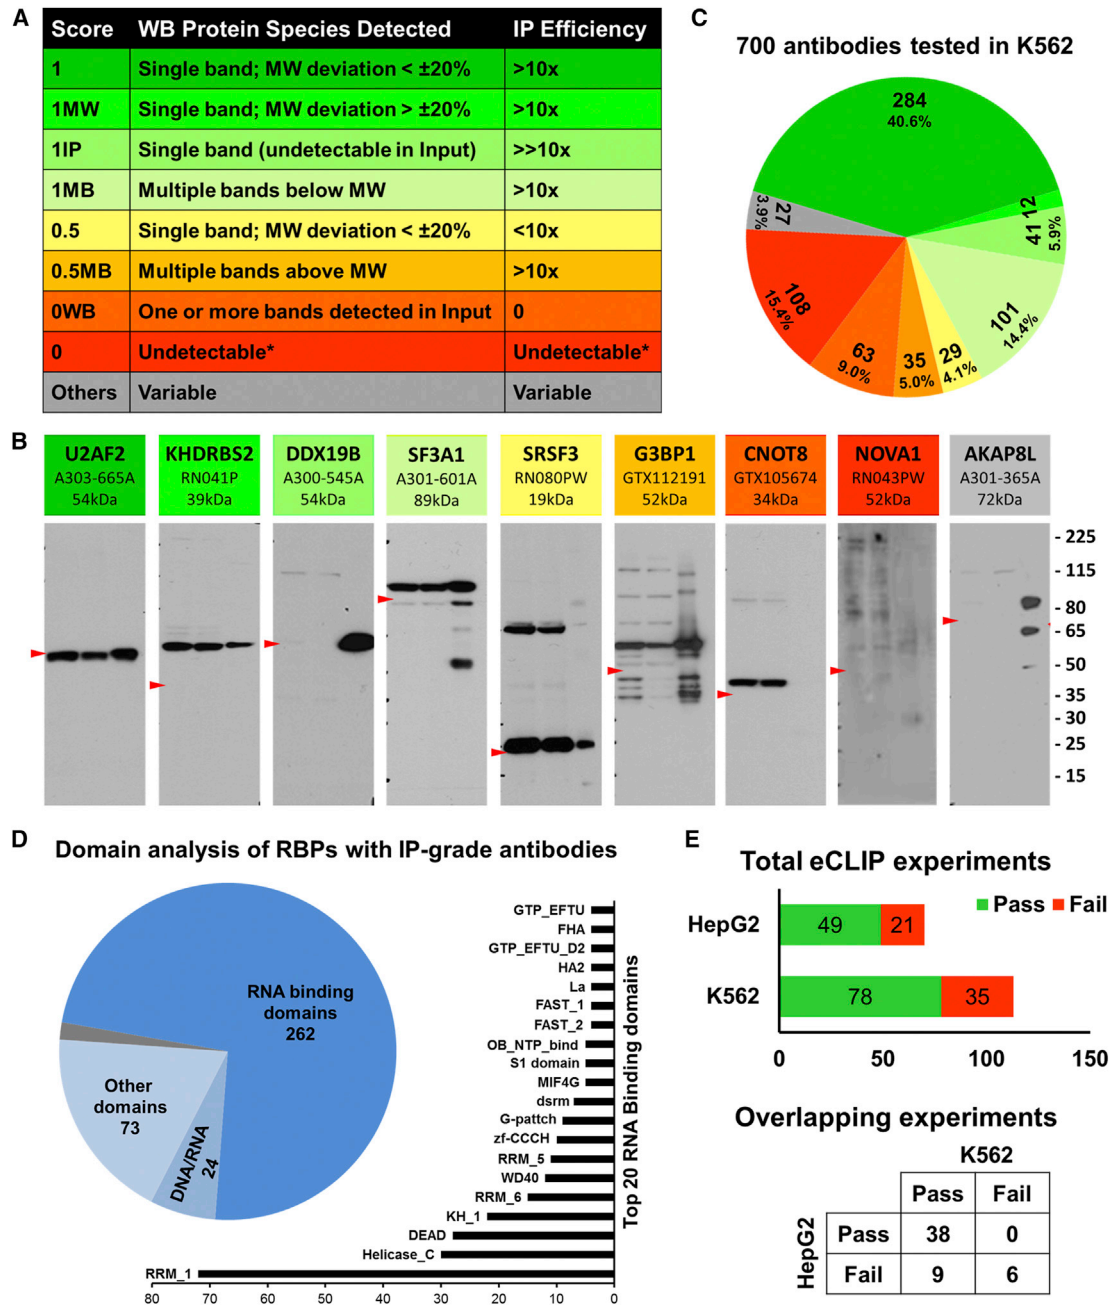 A
Score WB Protein Species Detected IP Efficiency
1 Single band; MW deviation < ±20% >10x
1MW Single band; MW deviation > ±20% >10x
1IP Single band (undetectable in Input) >>10x
1MB Multiple bands below MW >10x
0.5 Single band; MW deviation < ±20% <10x
0.5MB Multiple bands above MW >10x
0WB One or more bands detected in Input 0
0 Undetectable* Undetectable*
Others Variable Variable
C
700 antibodies tested in K562
284
40.6%
12
41
5.9%
101
14.4%
29
4.1%
35
5.0%
63
9.0%
108
15.4%
27
3.9%
B
U2AF2
A303-665A
54kDa
KHDRBS2
RN041P
39kDa
DDX19B
A300-545A
54kDa
SF3A1
A301-601A
89kDa
SRSF3
RN080PW
19kDa
G3BP1
GTX112191
52kDa
CNOT8
GTX105674
34kDa
NOVA1
RN043PW
52kDa
AKAP8L
A301-365A
72kDa
- 225
- 115
- 80
- 65
- 50
- 35
- 30
- 25
- 15
D
Domain analysis of RBPs with IP-grade antibodies
RNA binding
domains
262
Other
domains
73
DNA/RNA
24
GTP_EFTU
FHA
GTP_EFTU_D2
HA2
La
FAST_1
FAST_2
OB_NTP_bind
S1 domain
MIF4G
dsrm
G-pattch
zf-CCCH
RRM_5
WD40
RRM_6
KH_1
DEAD
Helicase_C
RRM_1
80 70 60 50 40 30 20 10 0
Top 20 RNA Binding domains
E
Total eCLIP experiments
Pass Fail
HepG2 49 21
K562 78 35
0 50 100 150
Overlapping experiments
K562
Pass Fail
HepG2
Pass 38 0
Fail 9 6